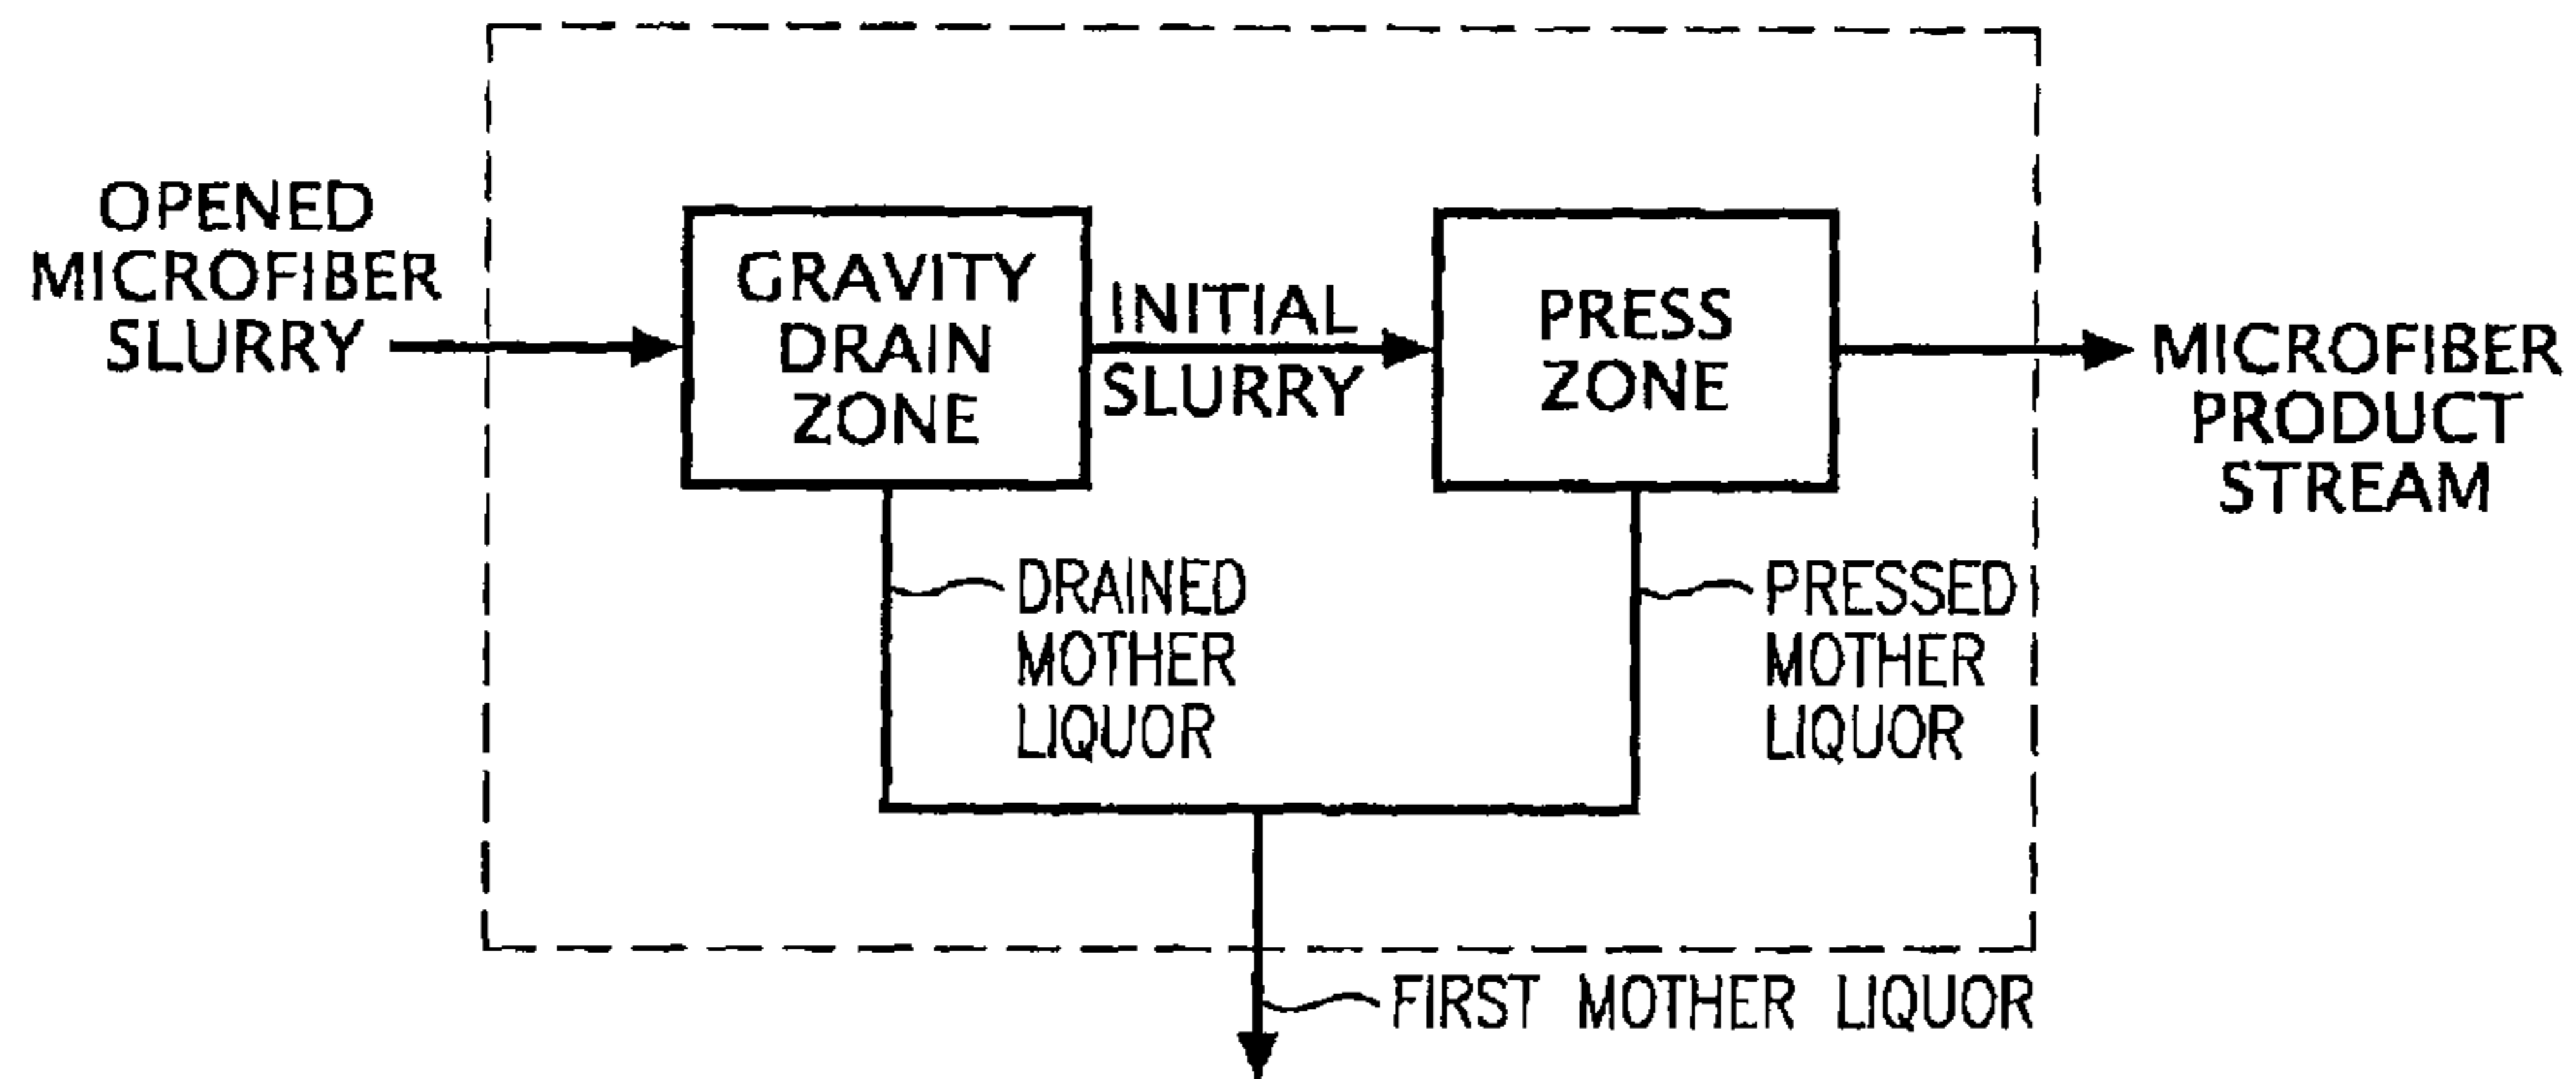 OPENED
MICROFIBER
SLURRY
GRAVITY
DRAIN
ZONE
INITIAL
SLURRY
PRESS
ZONE
MICROFIBER
PRODUCT
STREAM
DRAINED
MOTHER
LIQUOR
PRESSED
MOTHER
LIQUOR
FIRST MOTHER LIQUOR